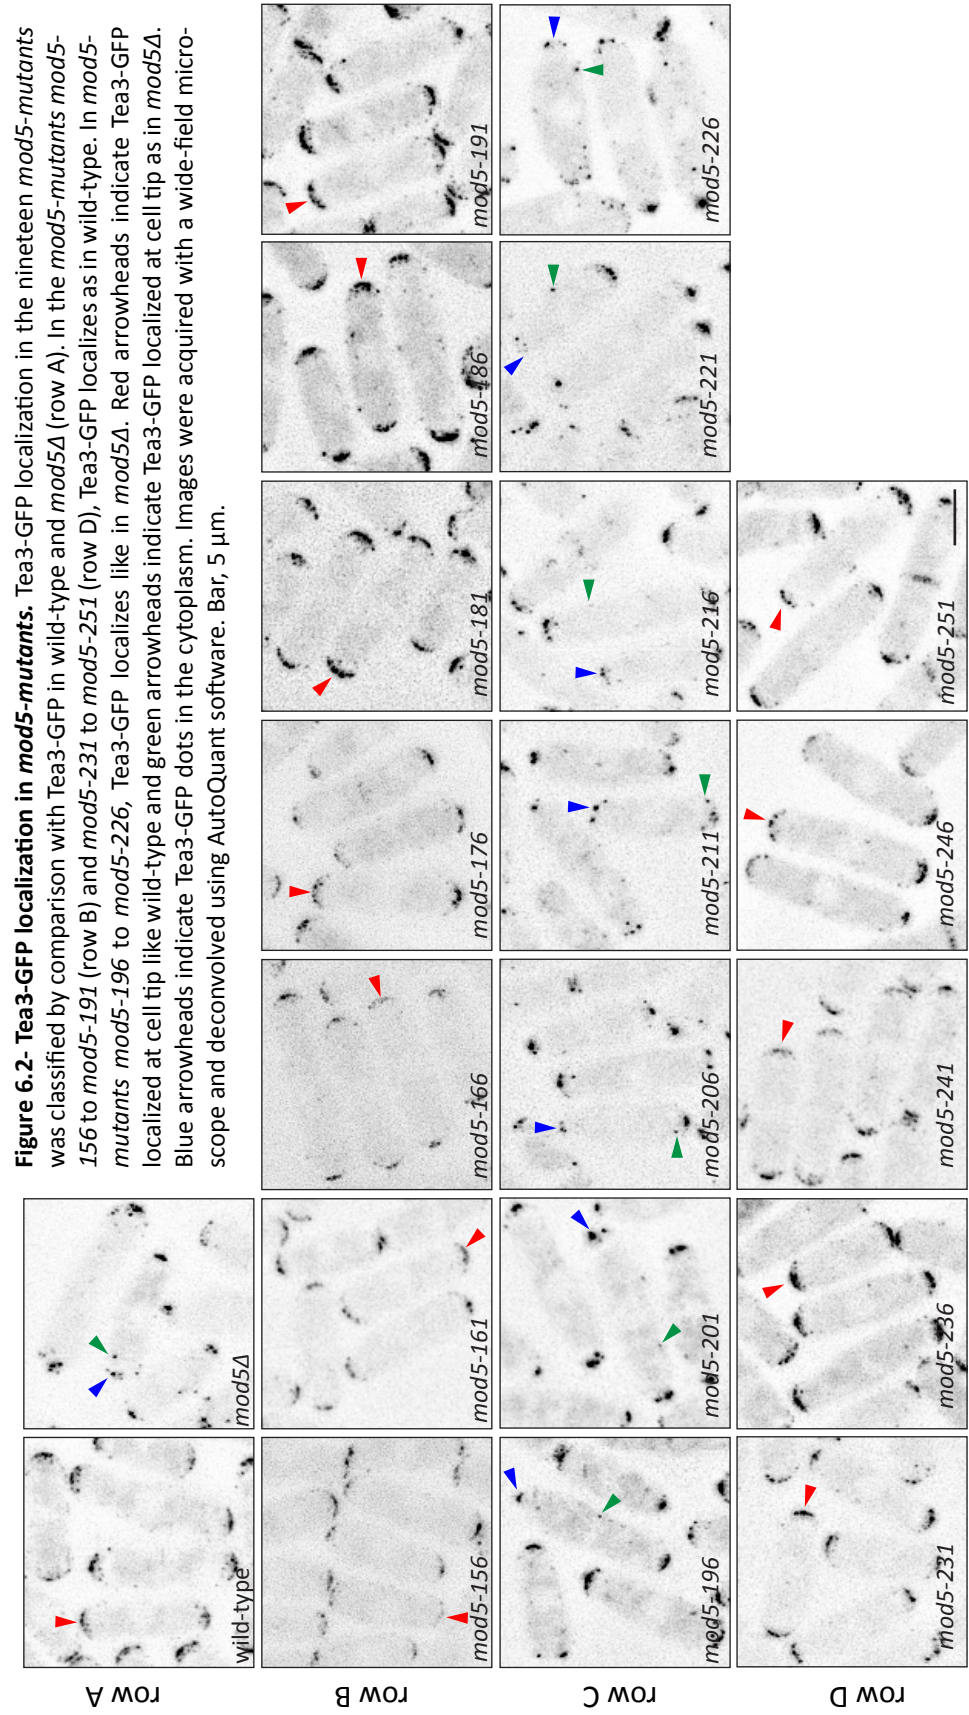 Figure 6.2- Tea3-GFP localization in mod5-mutants. Tea3-GFP localization in the nineteen mod5-mutants
was classified by comparison with Tea3-GFP in wild-type and mod5Δ (row A). In the mod5-mutants mod5-
156 to mod5-191 (row B) and mod5-231 to mod5-251 (row D), Tea3-GFP localizes as in wild-type. In mod5-
mutants mod5-196 to mod5-226, Tea3-GFP localizes like in mod5Δ. Red arrowheads indicate Tea3-GFP
localized at cell tip like wild-type and green arrowheads indicate Tea3-GFP localized at cell tip as in mod5Δ.
Blue arrowheads indicate Tea3-GFP dots in the cytoplasm. Images were acquired with a wide-field micro-
scope and deconvolved using AutoQuant software. Bar, 5 µm.
row A
wild-type
mod5Δ
row B
mod5-156
mod5-161
mod5-166
mod5-176
mod5-181
mod5-186
mod5-191
row C
mod5-196
mod5-201
mod5-206
mod5-211
mod5-216
mod5-221
mod5-226
row D
mod5-231
mod5-236
mod5-241
mod5-246
mod5-251